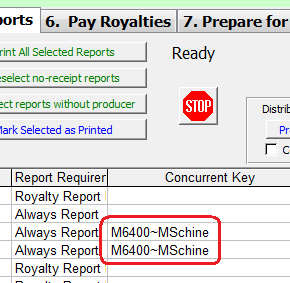 orts
6. Pay Royalties
7. Prepare for
rint All Selected Reports
eselect no-receipt reports
ect reports without producer
Mark Selected as Printed
Ready
STOP
Distrib
Pr
C
Report Requirer
Concurrent Key
Royalty Report
Always Report
Always Report M6400~MSchine
Always Report M6400~MSchine
Royalty Report
Always Report